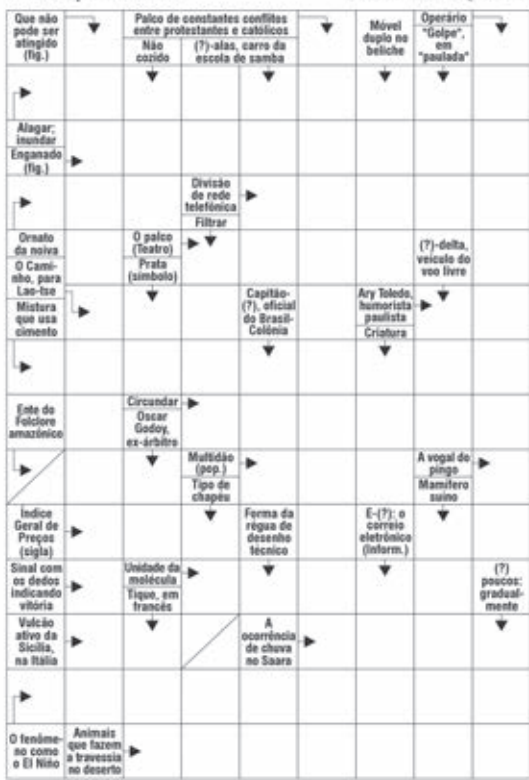 Que não
pode ser
atingido
(fig.)
Palco de constantes conflitos
entre protestantes e católicos
Não
cozido
(?)-alas, carro da
escola de samba
Móvel
duplo no
beliche
Operário
"Golpe",
em
"paulada"
Alagar;
inundar
Enganado
(fig.)
Divisão
de rede
telefônica
Filtrar
Ornato
da noiva
O Cami-
nho, para
Lao-tse
O palco
(Teatro)
Prata
(símbolo)
(?)-delta,
veículo do
voo livre
Mistura
que usa
cimento
Capitão-
(?), oficial
do Brasil-
Colônia
Ary Toledo,
humorista
paulista
Criatura
Ente do
Folclore
amazônico
Circundar
Oscar
Godoy,
ex-árbitro
Multidão
(pop.)
Tipo de
chapéu
A vogal do
pingo
Mamífero
suíno
Índice
Geral de
Preços
(sigla)
Forma da
régua de
desenho
técnico
E-(?): o
correio
eletrônico
(Inform.)
Sinal com
os dedos
indicando
vitória
Unidade da
molécula
Tique, em
francês
(?)
poucos:
gradual-
mente
Vulcão
ativo da
Sicília,
na Itália
A
ocorrência
de chuva
no Saara
O fenôme-
no como
o El Niño
Animais
que fazem
a travessia
no deserto